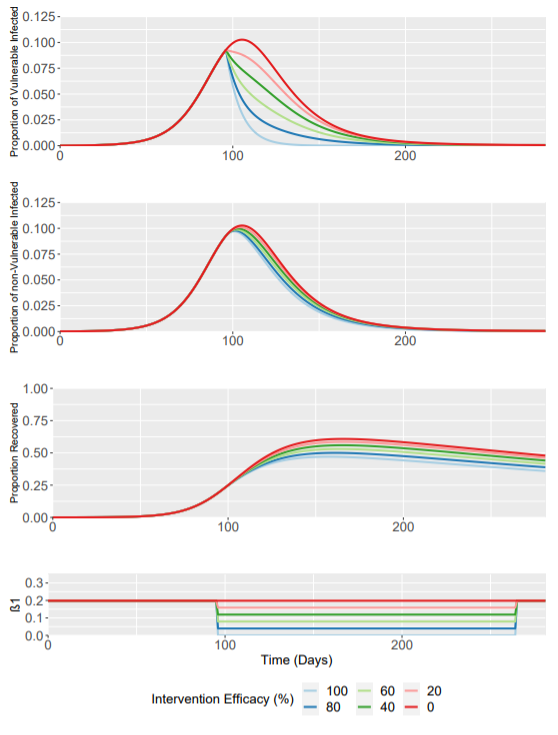 Proportion of Vulnerable Infected
0.125
0.100
0.075
0.050
0.025
0.000
0 100 200
Proportion of non-Vulnerable Infected
0.125
0.100
0.075
0.050
0.025
0.000
0 100 200
Proportion Recovered
1.00
0.75
0.50
0.25
0.00
0 100 200
ß1
0.3
0.2
0.1
0.0
0 100 200
Time (Days)
Intervention Efficacy (%)
100 60 20
80 40 0